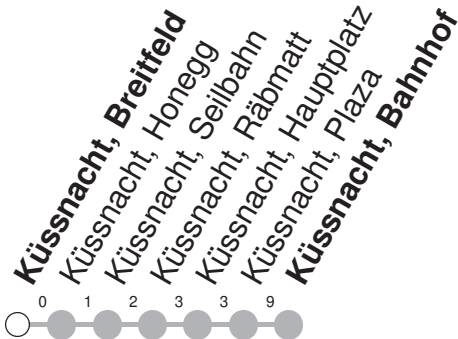 Küssnacht, Breitfeld
Küssnacht, Honegg
Küssnacht, Seilbahn
Küssnacht, Räbmatt
Küssnacht, Hauptplatz
Küssnacht, Plaza
Küssnacht, Bahnhof
0 1 2 3 3 9